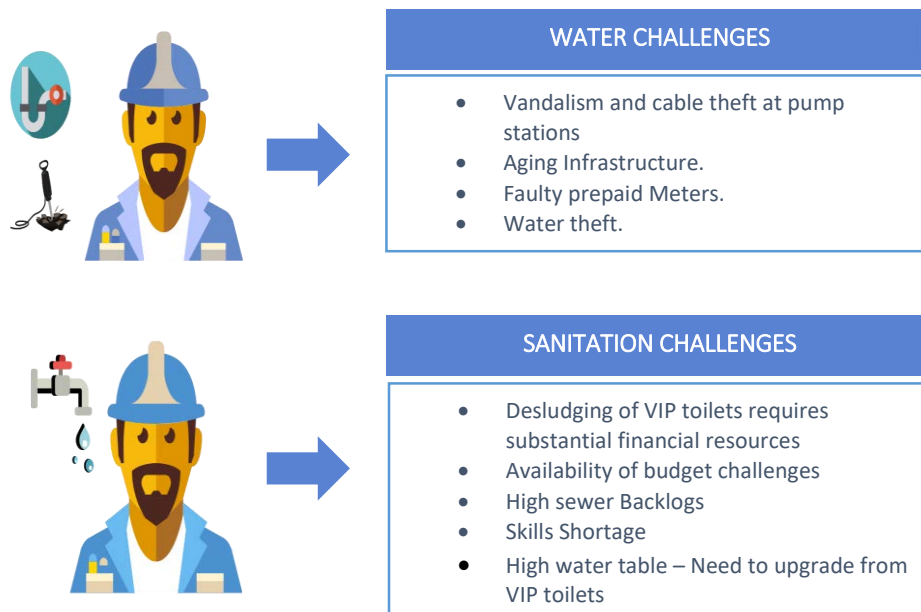 WATER CHALLENGES
• Vandalism and cable theft at pump
stations
• Aging Infrastructure.
• Faulty prepaid Meters.
• Water theft.
SANITATION CHALLENGES
• Desludging of VIP toilets requires
substantial financial resources
• Availability of budget challenges
• High sewer Backlogs
• Skills Shortage
• High water table – Need to upgrade from
VIP toilets